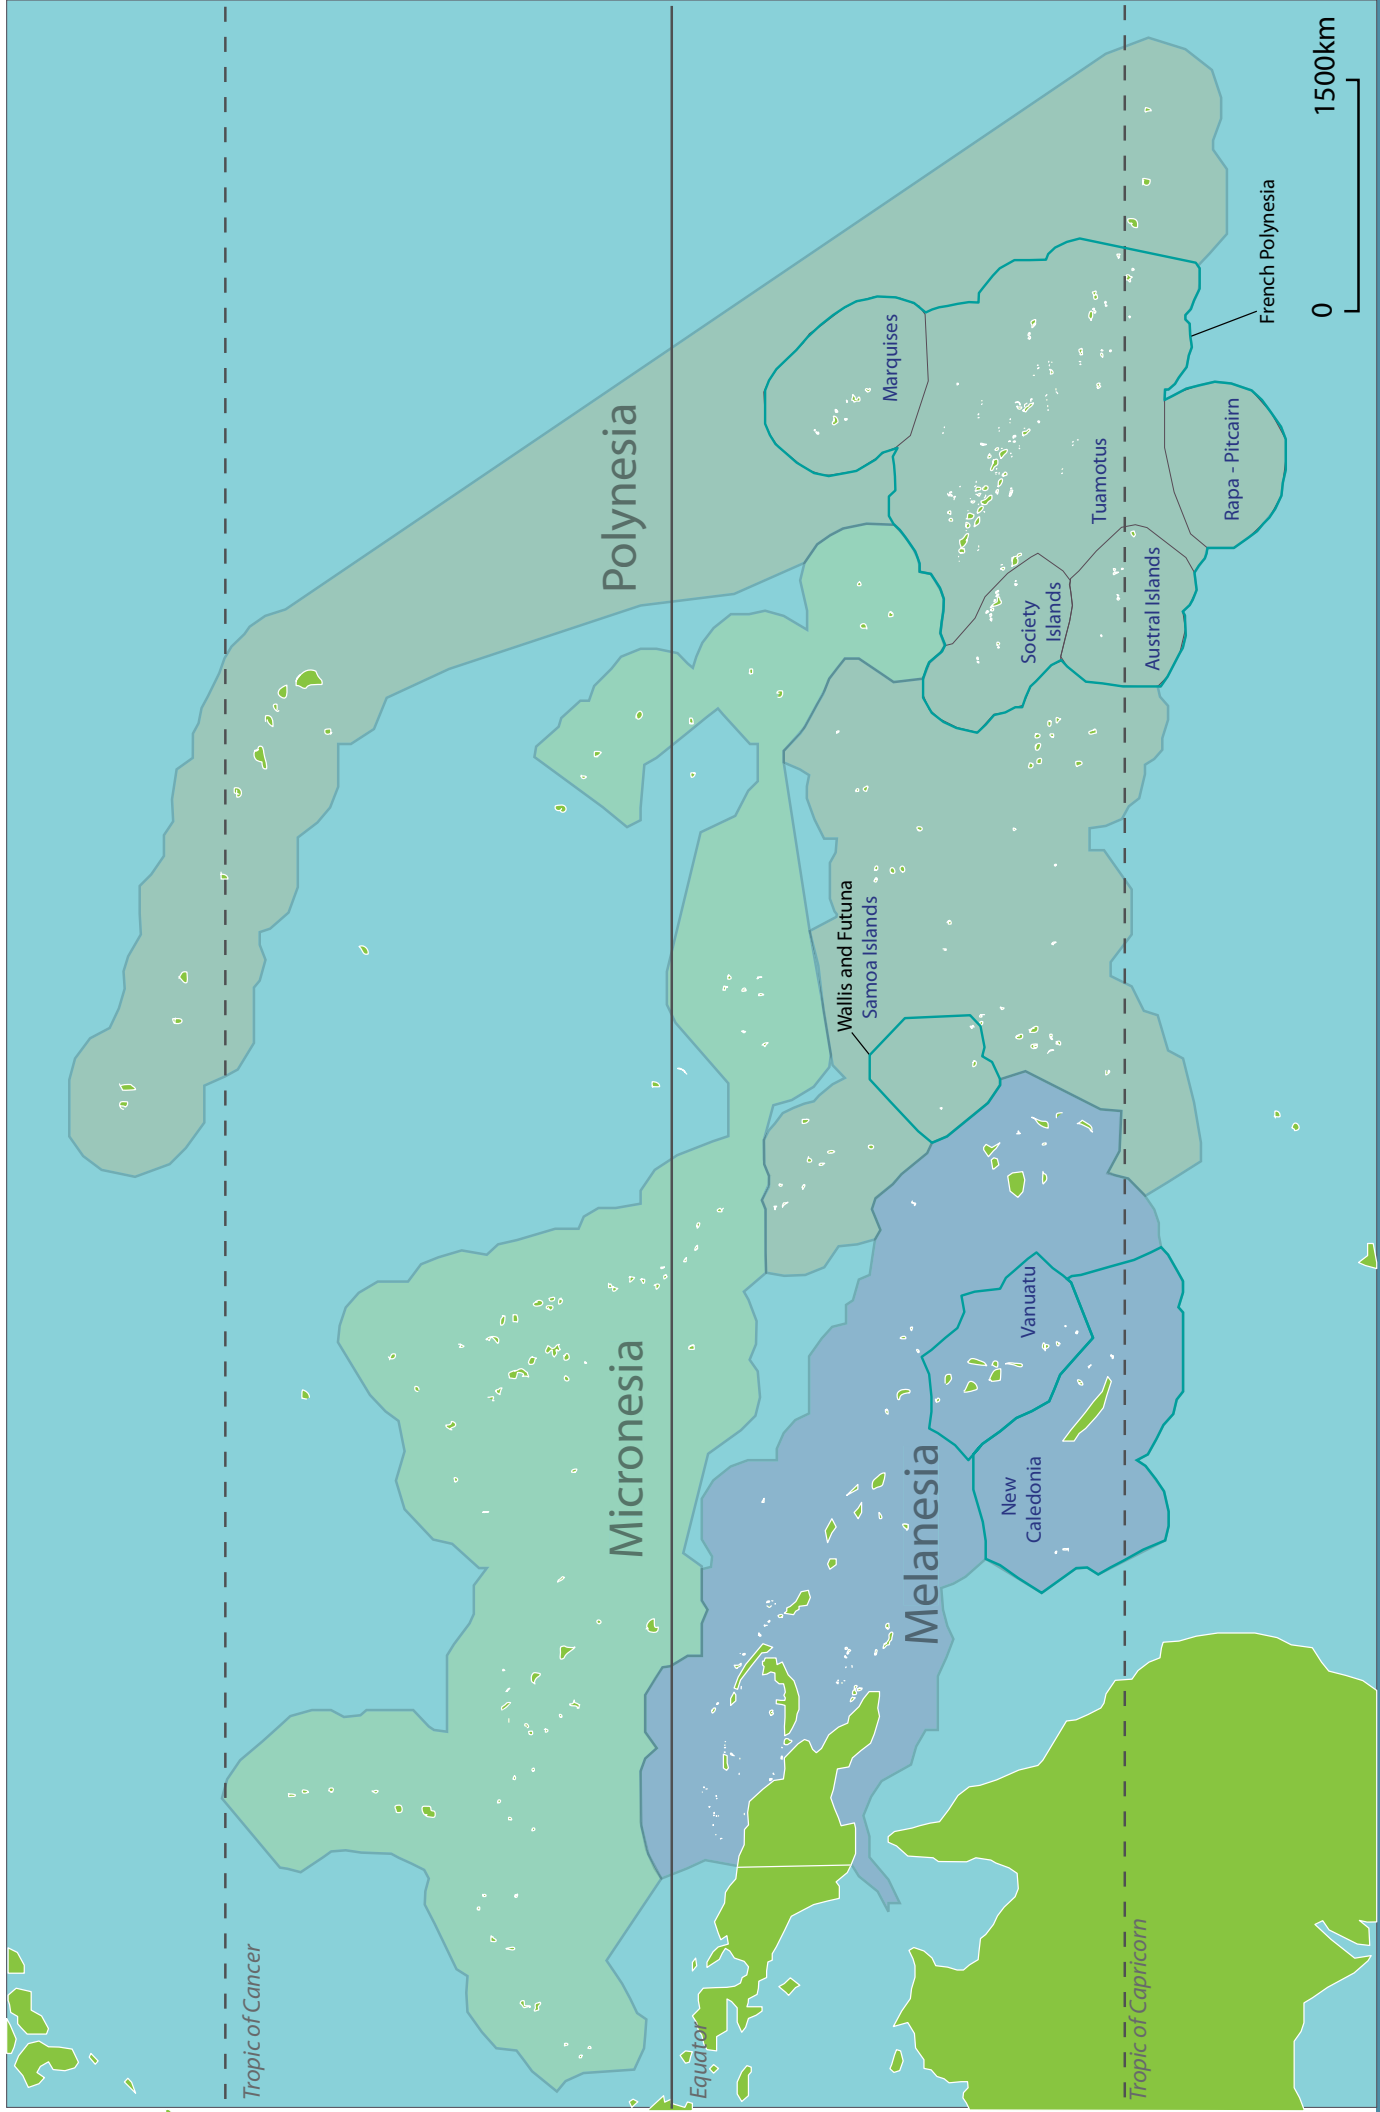 Tropic of Cancer
Polynesia
Micronesia
Equator
Marquises
Wallis and Futuna
Samoa Islands
Melanesia
Society
Islands
Tuamotus
Vanuatu
New
Caledonia
Austral Islands
Tropic of Capricorn
Rapa - Pitcairn
French Polynesia
0
1500km